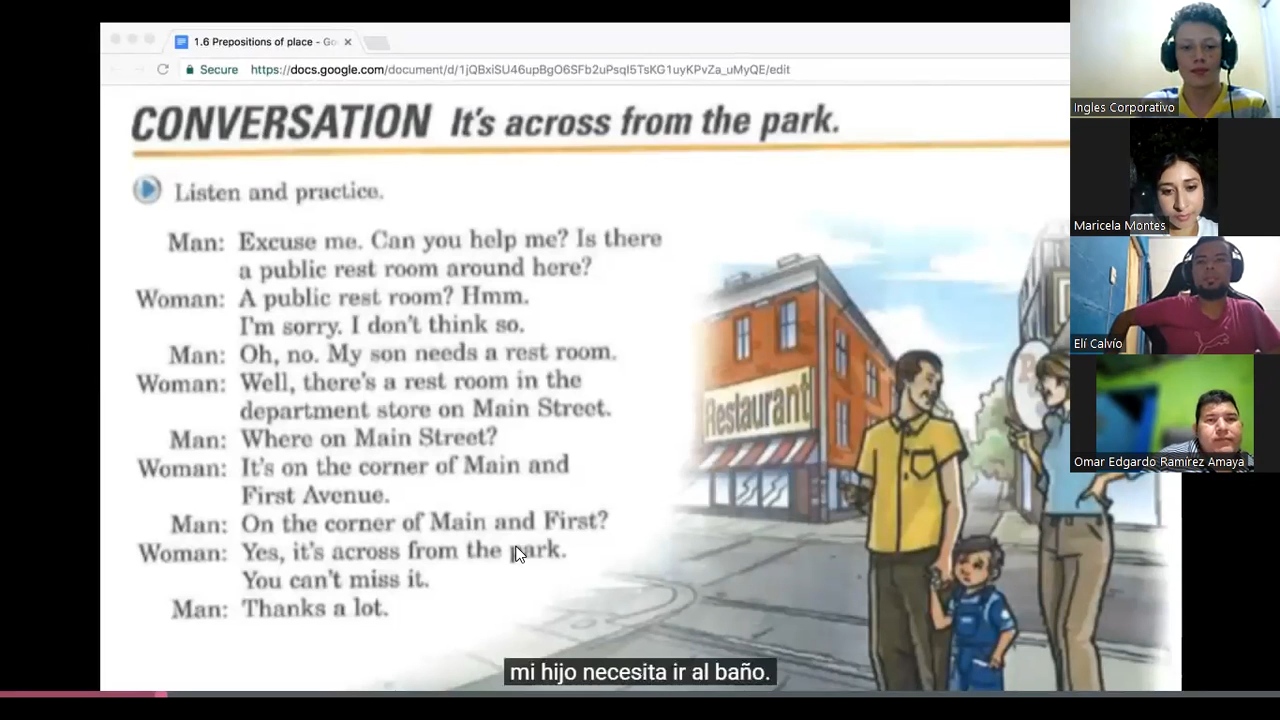 1.6 Prepositions of place - Go
Secure
https://docs.google.com/document/d/1jQBxiSU46upBgO6SFb2uPsqI5TsKG1uyKPvZa_uMyQE/edit
CONVERSATION It's across from the park.
Listen and practice.
Man: Excuse me. Can you help me? Is there
a public rest room around here?
Woman: A public rest room? Hmm.
I'm sorry. I don't think so.
Man: Oh, no. My son needs a rest room.
Woman: Well, there's a rest room in the
department store on Main Street.
Man: Where on Main Street?
Woman: It's on the corner of Main and
First Avenue.
Man: On the corner of Main and First?
Woman: Yes, it's across from the park.
You can't miss it.
Man: Thanks a lot.
Restaurant
mi hijo necesita ir al baño.
Ingles Corporativo
Maricela Montes
Elí Calvío
Omar Edgardo Ramírez Amaya